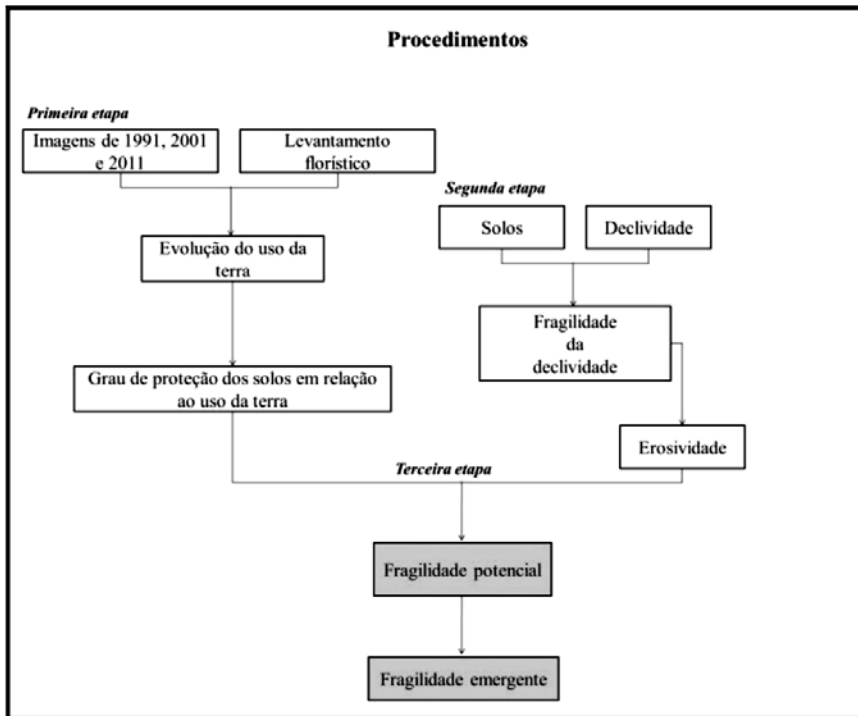 Procedimentos
Primeira etapa
Imagens de 1991, 2001
e 2011
Levantamento
florístico
Evolução do uso da
terra
Grau de proteção dos solos em relação
ao uso da terra
Segunda etapa
Solos
Declividade
Fragilidade
da
declividade
Erosividade
Terceira etapa
Fragilidade potencial
Fragilidade emergente